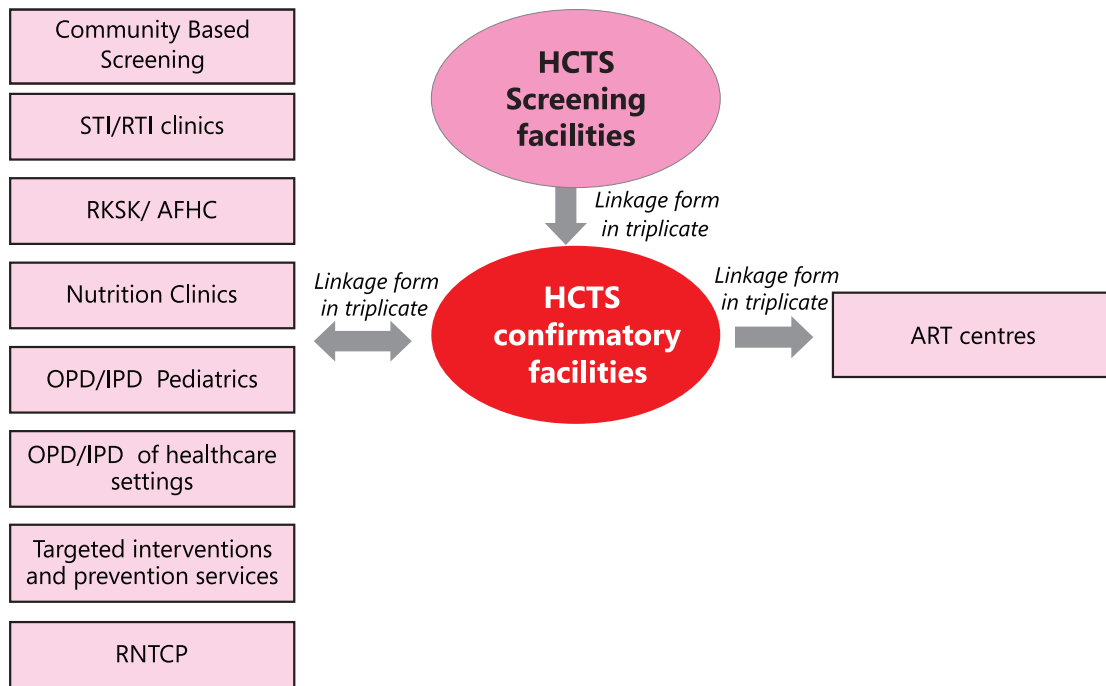 Community Based
Screening
STI/RTI clinics
RKSK/ AFHC
Nutrition Clinics
OPD/IPD Pediatrics
OPD/IPD of healthcare
settings
Targeted interventions
and prevention services
RNTCP
HCTS
Screening
facilities
Linkage form
in triplicate
Linkage form
in triplicate
HCTS
confirmatory
facilities
Linkage form
in triplicate
ART centres